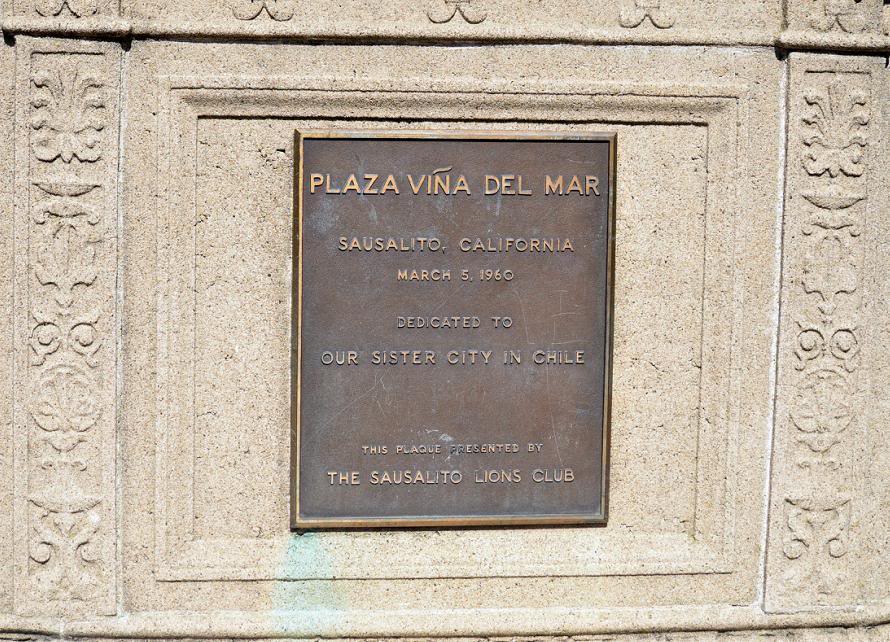 PLAZA VIÑA DEL MAR
SAUSALITO, CALIFORNIA
MARCH 5, 1960
DEDICATED TO
OUR SISTER CITY IN CHILE
THIS PLAQUE PRESENTED BY
THE SAUSALITO LIONS CLUB